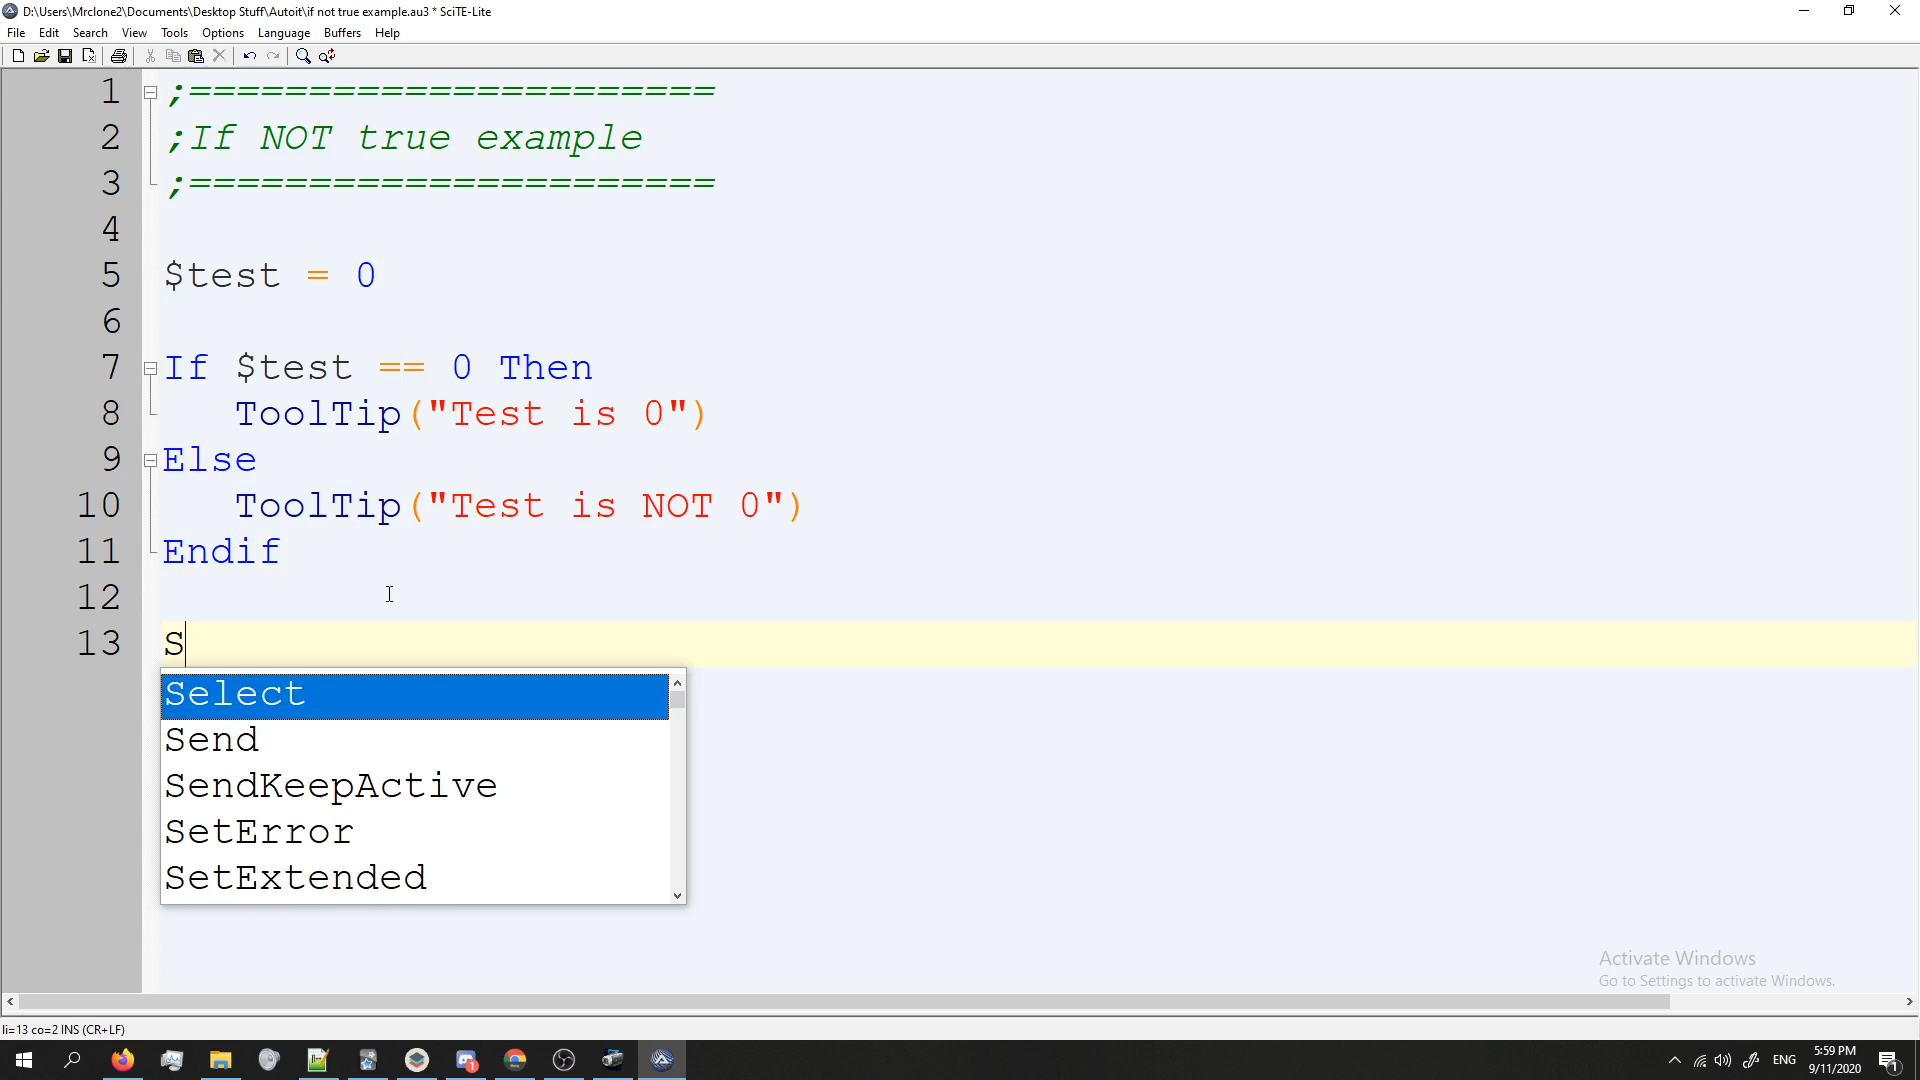 D:\Users\Mrclone2\Documents\Desktop Stuff\Autoit\if not true example.au3 * SciTE-Lite
File Edit Search View Tools Options Language Buffers Help
1 ;======================
2 ;If NOT true example
3 ;======================
4
5 $test = 0
6
7 If $test == 0 Then
8 ToolTip("Test is 0")
9 Else
10 ToolTip("Test is NOT 0")
11 Endif
12
13 S
Select
Send
SendKeepActive
SetError
SetExtended
Activate Windows
Go to Settings to activate Windows.
li=13 co=2 INS (CR+LF)
1
ENG
5:59 PM
9/11/2020
1